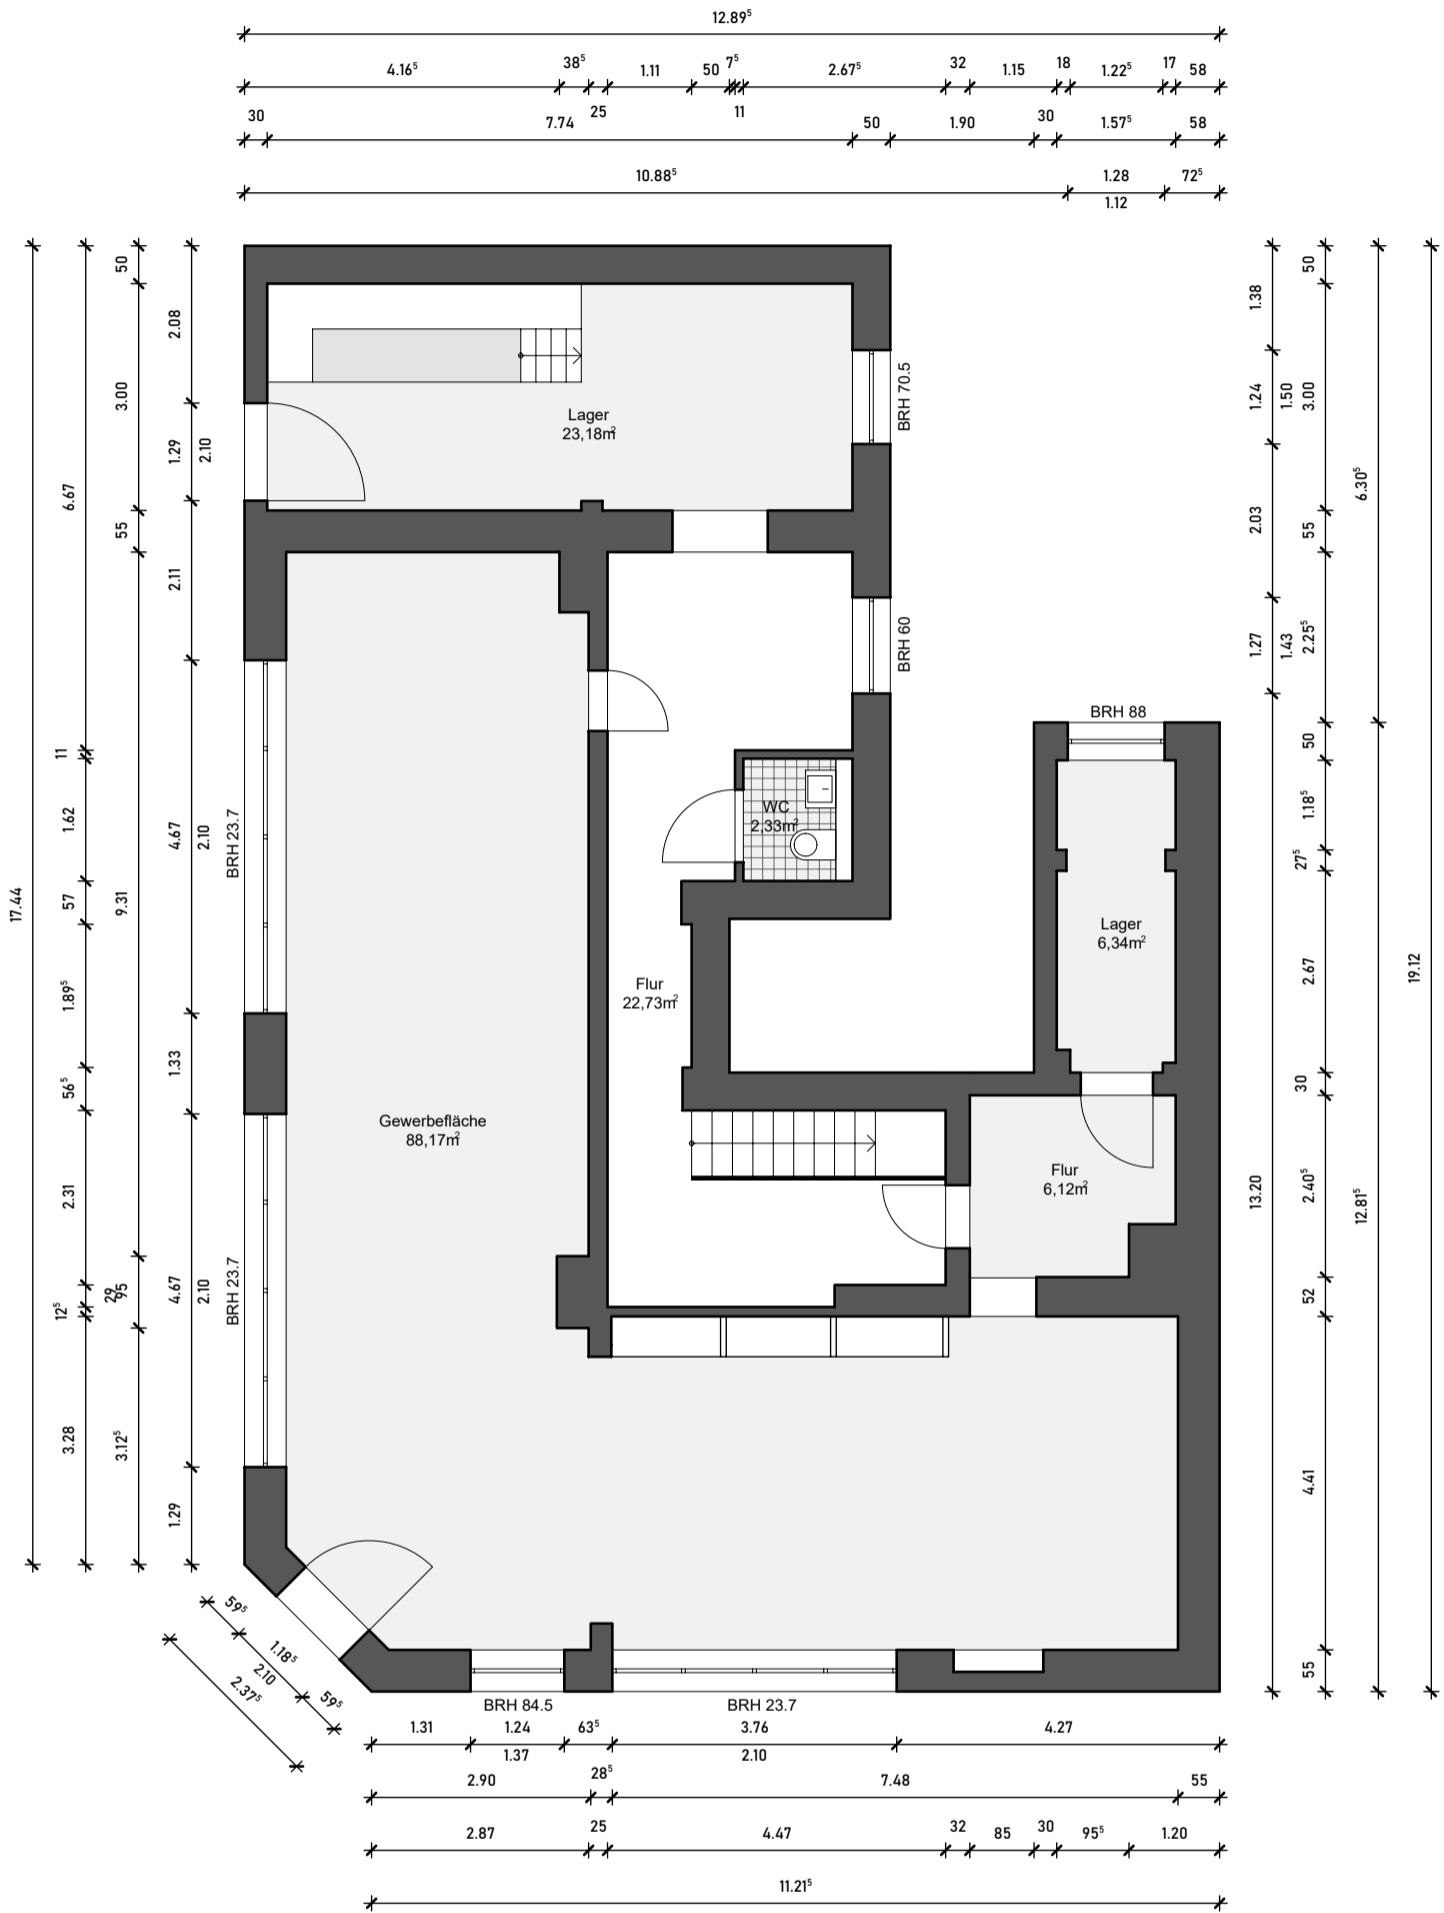 12.89⁵
4.16⁵ 38⁵ 1.11 50 7⁵ 2.67⁵ 32 1.15 18 1.22⁵ 17 58
25 11
30 7.74 50 1.90 30 1.57⁵ 58
10.88⁵ 1.28 72⁵
1.12
17.44
6.67
11
1.62
57
1.89⁵
56⁵
2.31
29
12⁵
3.28
50
3.00
55
9.31
95
3.12⁵
2.08
1.29
2.10
2.11
4.67
2.10
1.33
4.67
2.10
1.29
BRH 23.7
BRH 23.7
Lager
23,18m²
BRH 70.5
BRH 60
WC
2,33m²
BRH 88
Lager
6,34m²
Flur
22,73m²
Gewerbefläche
88,17m²
Flur
6,12m²
1.38
1.24
1.50
2.03
1.27
1.43
13.20
50
3.00
55
2.25⁵
50
1.18⁵
27⁵
2.67
30
2.40⁵
52
4.41
55
6.30⁵
12.81⁵
19.12
59⁵
1.18⁵
2.10
59⁵
2.37⁵
BRH 84.5 BRH 23.7
1.31 1.24 63⁵ 3.76 4.27
1.37 2.10
2.90 28⁵ 7.48 55
2.87 25 4.47 32 85 30 95⁵ 1.20
11.21⁵